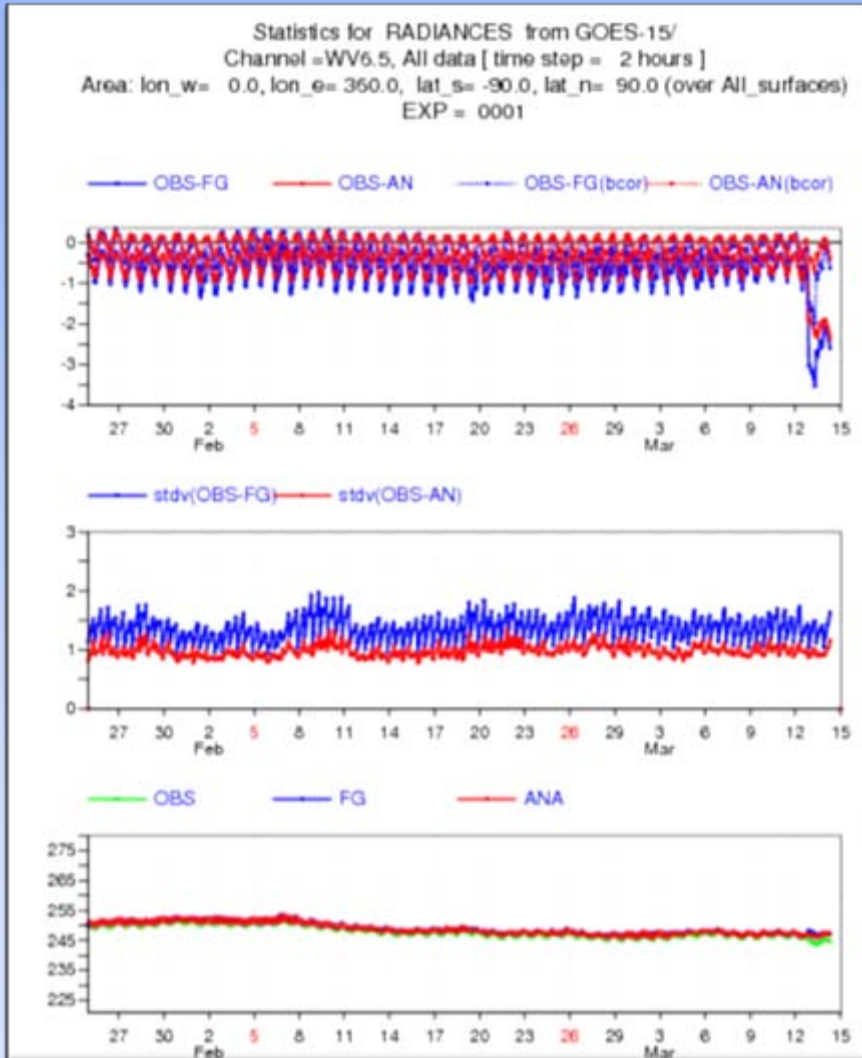 Statistics for RADIANCES from GOES-15/
Channel =WV6.5, All data [ time step = 2 hours ]
Area: lon_w= 0.0, lon_e= 360.0, lat_s= -90.0, lat_n= 90.0 (over All_surfaces)
EXP = 0001
OBS-FG OBS-AN OBS-FG(bcor) OBS-AN(bcor)
0
-1
-2
-3
-4
27 30 2 5 8 11 14 17 20 23 26 29 3 6 9 12 15
Feb Mar
stdv(OBS-FG) stdv(OBS-AN)
3
2
1
0
27 30 2 5 8 11 14 17 20 23 26 29 3 6 9 12 15
Feb Mar
OBS FG ANA
275
265
255
245
235
225
27 30 2 5 8 11 14 17 20 23 26 29 3 6 9 12 15
Feb Mar